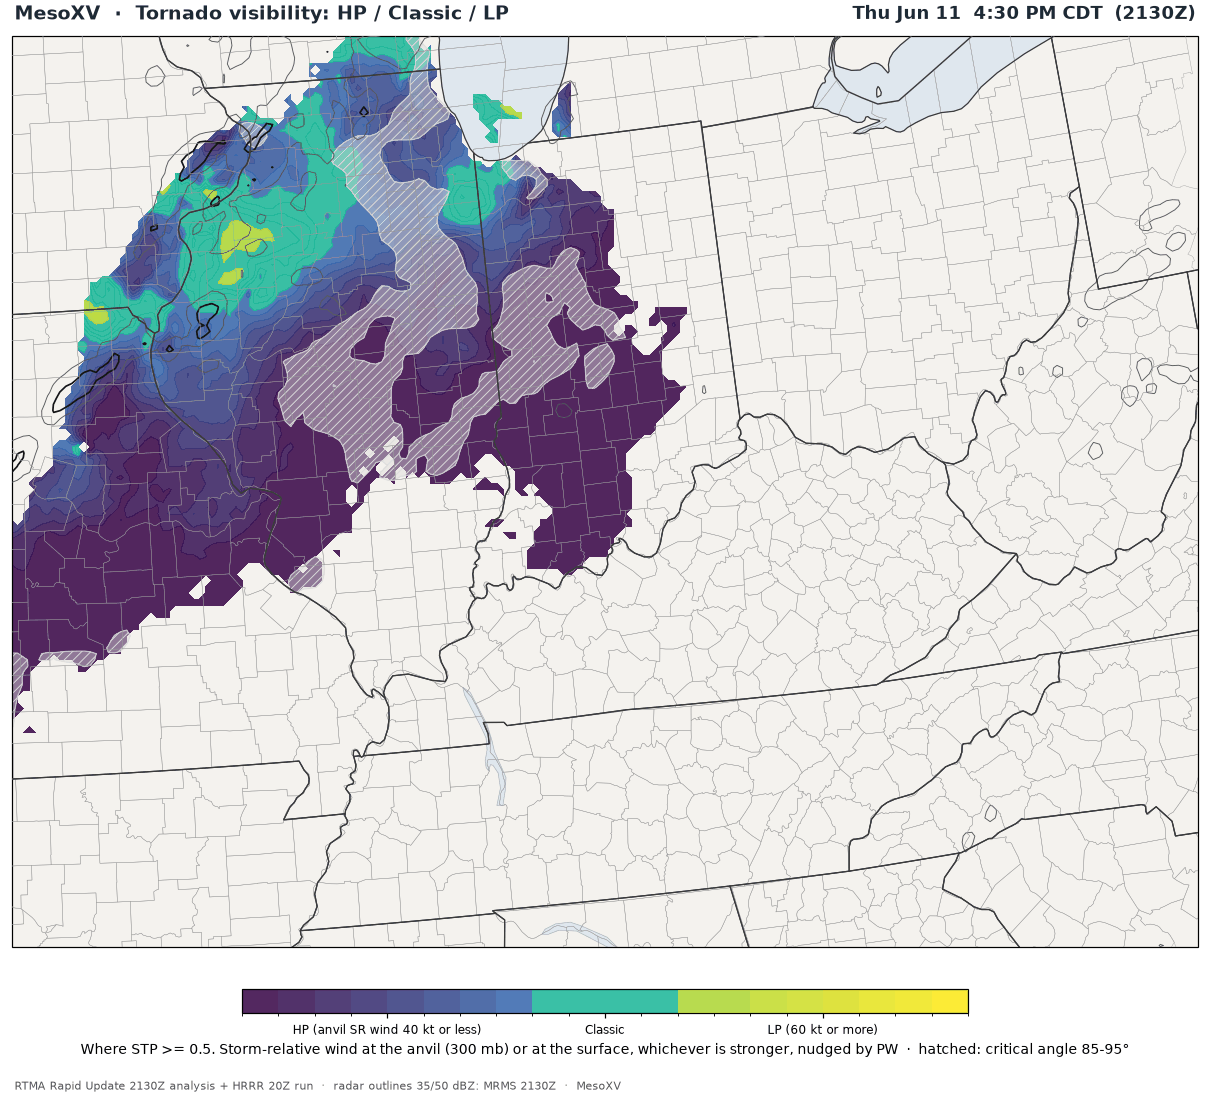 MesoXV · Tornado visibility: HP / Classic / LP
Thu Jun 11 4:30 PM CDT (2130Z)
HP (anvil SR wind 40 kt or less)
Classic
LP (60 kt or more)
Where STP >= 0.5. Storm-relative wind at the anvil (300 mb) or at the surface, whichever is stronger, nudged by PW · hatched: critical angle 85-95°
RTMA Rapid Update 2130Z analysis + HRRR 20Z run · radar outlines 35/50 dBZ: MRMS 2130Z · MesoXV